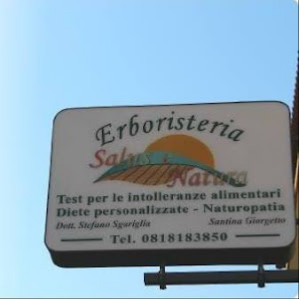 Erboristeria
Salus e
Natura
Test per le intolleranze alimentari
Diete personalizzate - Naturopatia
Dott. Stefano Sgariglia Santina Giorgetto
Tel. 0818183850